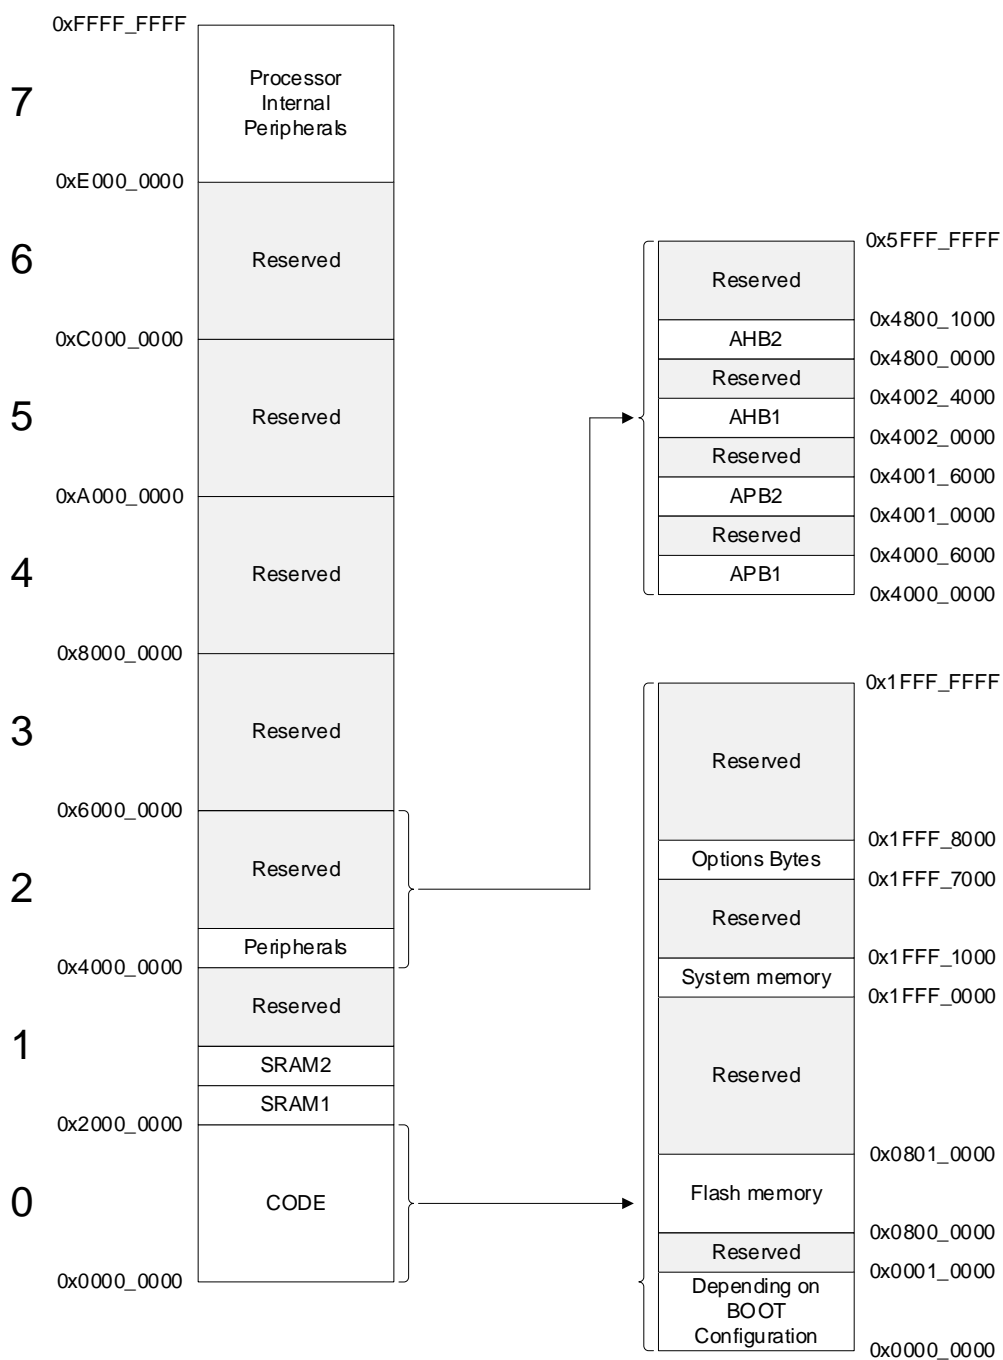 0xFFFF_FFFF
7
Processor
Internal
Peripherals
0xE000_0000
6
Reserved
0xC000_0000
5
Reserved
0xA000_0000
4
Reserved
0x8000_0000
3
Reserved
0x6000_0000
2
Reserved
Peripherals
0x4000_0000
Reserved
1
SRAM2
SRAM1
0x2000_0000
0
CODE
0x0000_0000
0x5FFF_FFFF
Reserved
0x4800_1000
AHB2
0x4800_0000
Reserved
0x4002_4000
AHB1
0x4002_0000
Reserved
0x4001_6000
APB2
0x4001_0000
Reserved
0x4000_6000
APB1
0x4000_0000
0x1FFF_FFFF
Reserved
0x1FFF_8000
Options Bytes
0x1FFF_7000
Reserved
0x1FFF_1000
System memory
0x1FFF_0000
Reserved
0x0801_0000
Flash memory
0x0800_0000
Reserved
0x0001_0000
Depending on
BOOT
Configuration
0x0000_0000